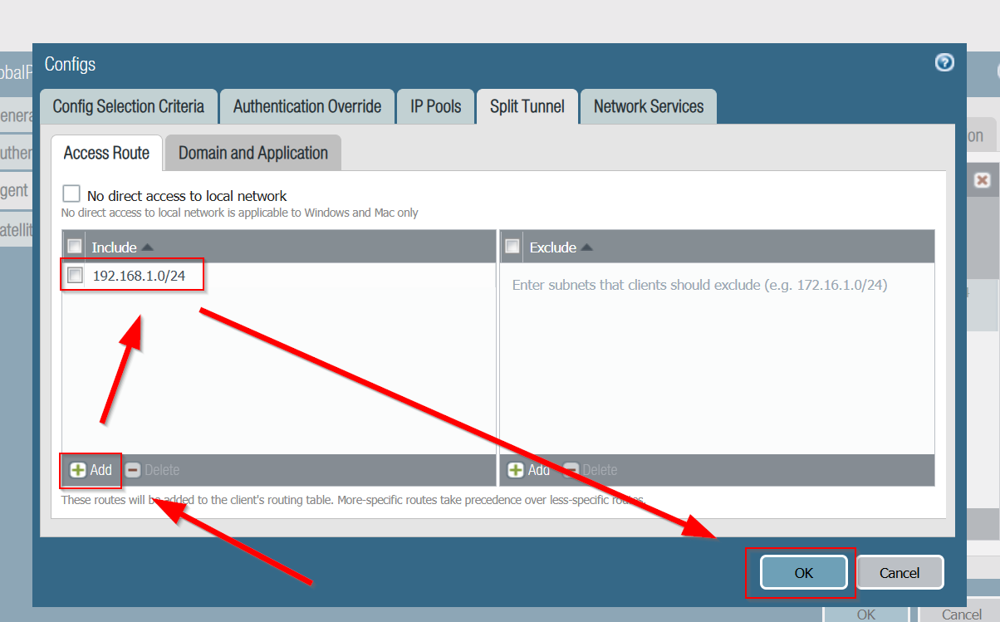 Configs
obalP
Config Selection Criteria
Authentication Override
IP Pools
Split Tunnel
Network Services
enera
uthen
gent
atellit
on
Access Route
Domain and Application
No direct access to local network
No direct access to local network is applicable to Windows and Mac only
Include
Exclude
192.168.1.0/24
Enter subnets that clients should exclude (e.g. 172.16.1.0/24)
Add
Delete
Add
Delete
These routes will be added to the client's routing table. More-specific routes take precedence over less-specific routes.
OK
Cancel
OK
Cancel